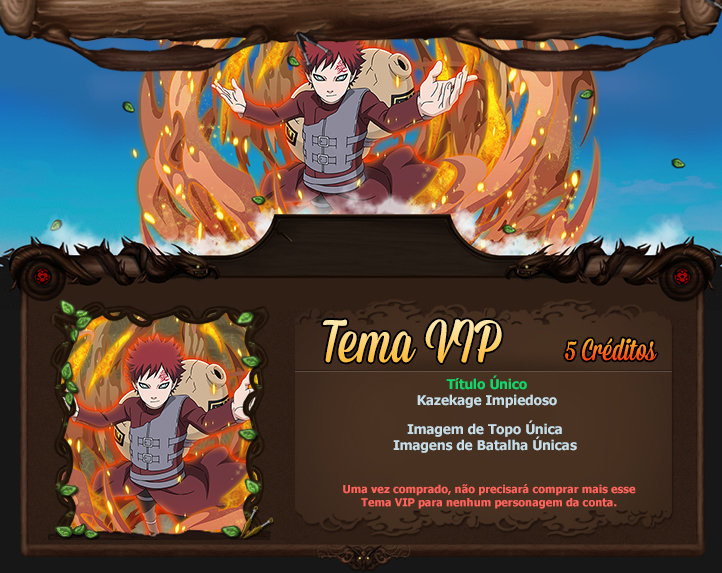 Tema VIP
5 Créditos
Título Único
Kazekage Impiedoso
Imagem de Topo Única
Imagens de Batalha Únicas
Uma vez comprado, não precisará comprar mais esse
Tema VIP para nenhum personagem da conta.